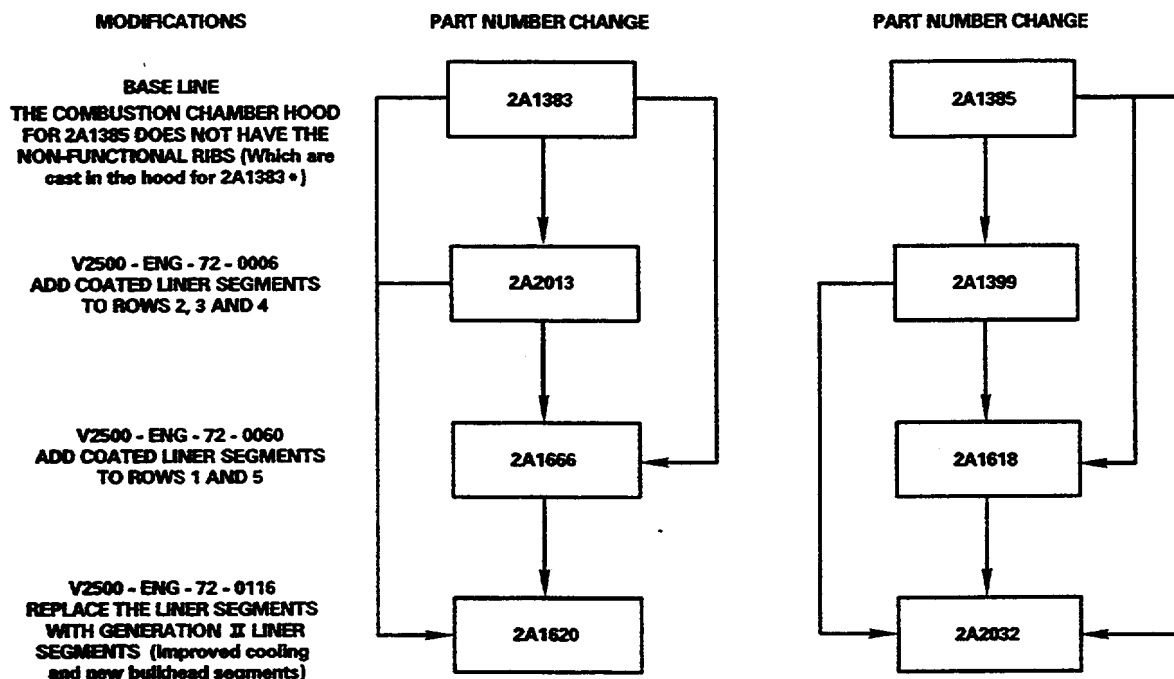 MODIFICATIONS
PART NUMBER CHANGE
PART NUMBER CHANGE
BASE LINE
THE COMBUSTION CHAMBER HOOD
FOR 2A1385 DOES NOT HAVE THE
NON-FUNCTIONAL RIBS (Which are
cast in the hood for 2A1383•)
2A1383
2A1385
V2500 - ENG - 72 - 0006
ADD COATED LINER SEGMENTS
TO ROWS 2, 3 AND 4
2A2013
2A1399
V2500 - ENG - 72 - 0060
ADD COATED LINER SEGMENTS
TO ROWS 1 AND 5
2A1666
2A1618
V2500 - ENG - 72 - 0116
REPLACE THE LINER SEGMENTS
WITH GENERATION II LINER
SEGMENTS (Improved cooling
and new bulkhead segments)
2A1620
2A2032